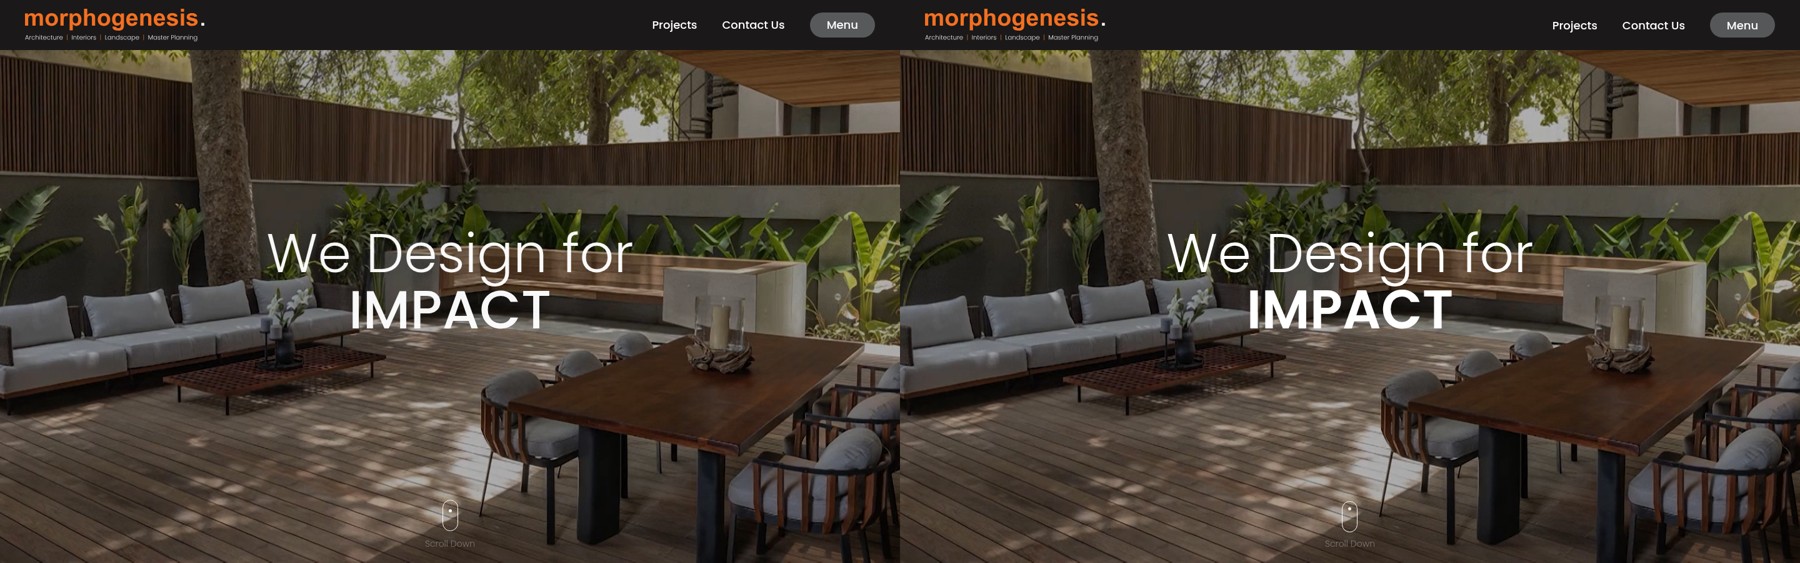 morphogenesis.
Architecture | Interiors | Landscape | Master Planning
Projects Contact Us Menu
We Design for
IMPACT
Scroll Down
morphogenesis.
Architecture | Interiors | Landscape | Master Planning
Projects Contact Us Menu
We Design for
IMPACT
Scroll Down